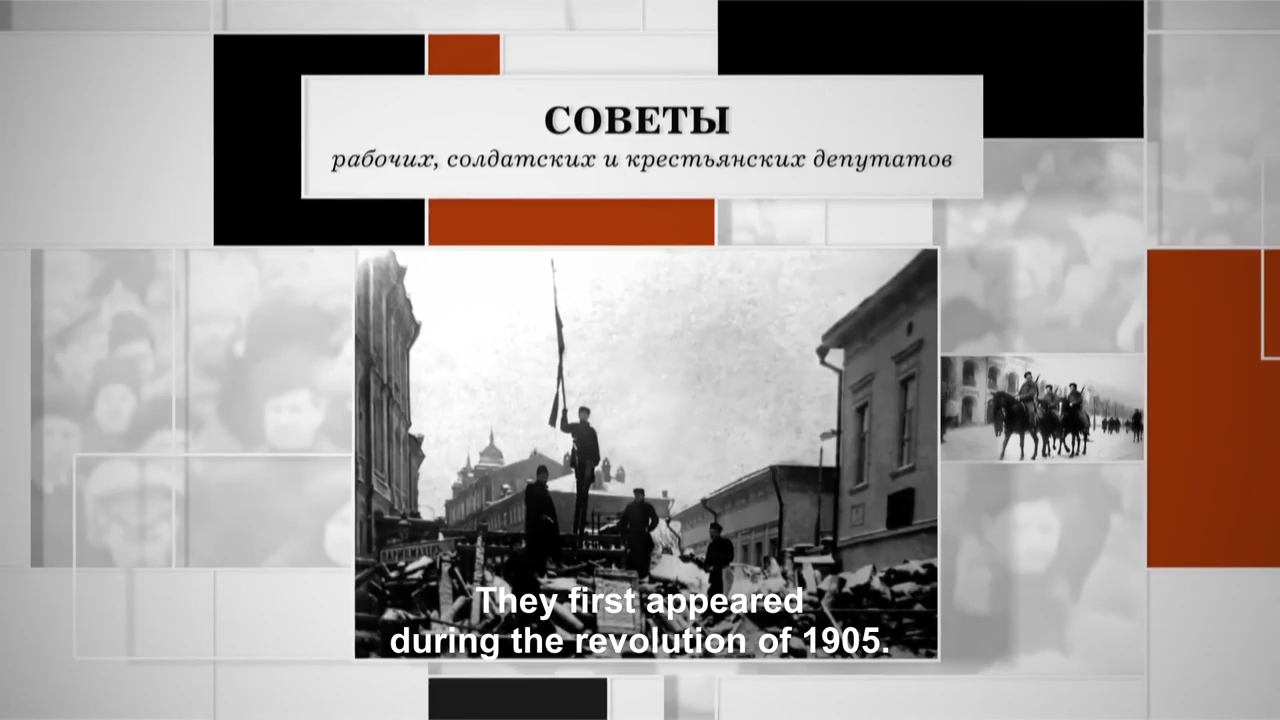 СОВЕТЫ
рабочих, солдатских и крестьянских депутатов
They first appeared
during the revolution of 1905.